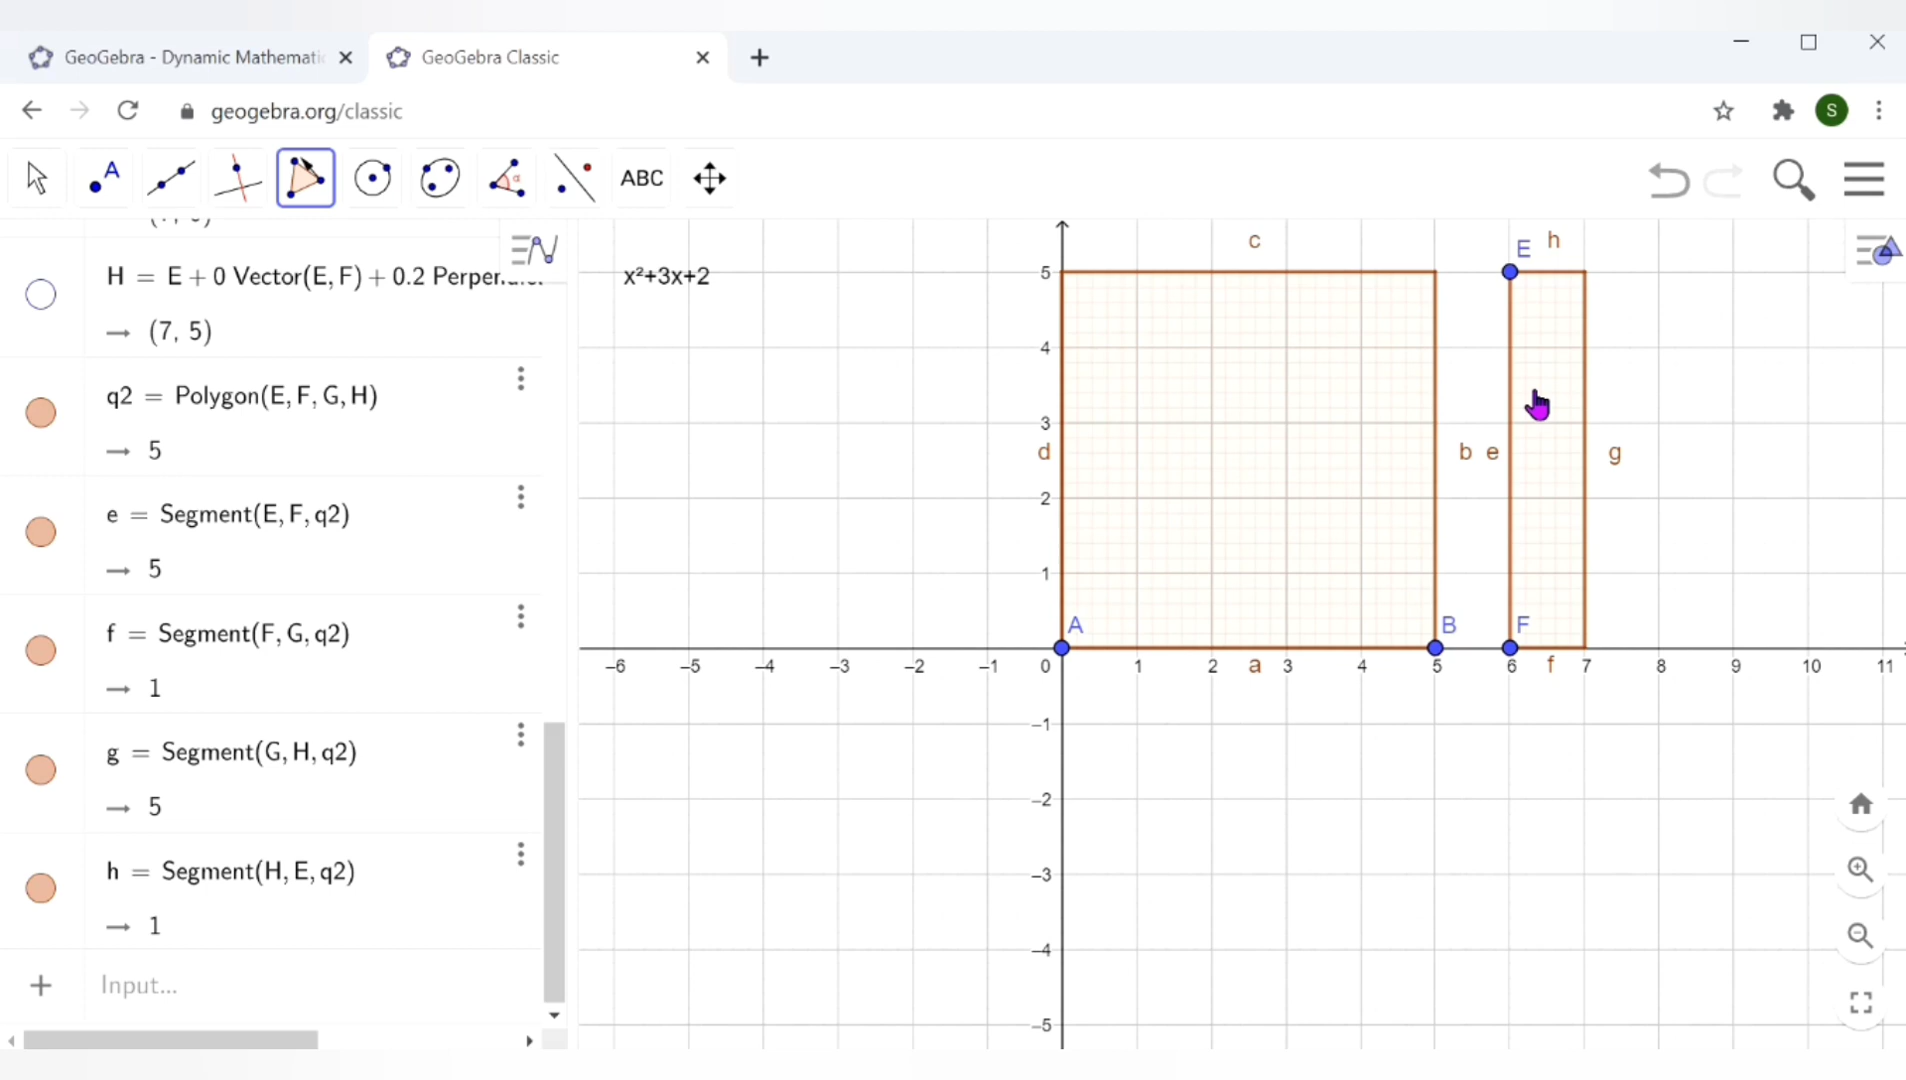 GeoGebra - Dynamic Mathematic
GeoGebra Classic
geogebra.org/classic
S
A
α
ABC
H = E + 0 Vector(E, F) + 0.2 Perpen
→ (7, 5)
q2 = Polygon(E, F, G, H)
→ 5
e = Segment(E, F, q2)
→ 5
f = Segment(F, G, q2)
→ 1
g = Segment(G, H, q2)
→ 5
h = Segment(H, E, q2)
→ 1
+ Input...
x²+3x+2
c
E h
5
4
3
d b e g
2
1
A B F
–6 –5 –4 –3 –2 –1 0 1 2 a 3 4 5 6 f 7 8 9 10 11
–1
–2
–3
–4
–5